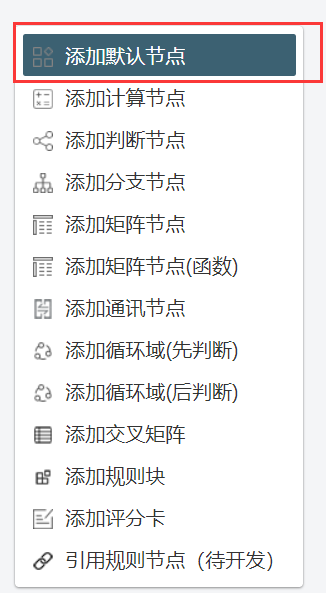 添加默认节点
添加计算节点
添加判断节点
添加分支节点
添加矩阵节点
添加矩阵节点(函数)
添加通讯节点
添加循环域(先判断)
添加循环域(后判断)
添加交叉矩阵
添加规则块
添加评分卡
引用规则节点（待开发）